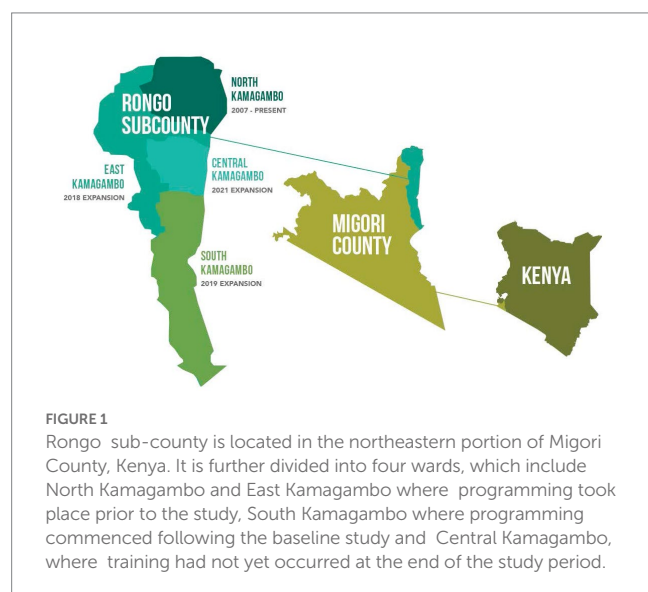 NORTH
KAMAGAMBO
2007 - PRESENT
RONGO
SUBCOUNTY
EAST
KAMAGAMBO
2018 EXPANSION
CENTRAL
KAMAGAMBO
2021 EXPANSION
SOUTH
KAMAGAMBO
2019 EXPANSION
MIGORI
COUNTY
KENYA
FIGURE 1
Rongo sub-county is located in the northeastern portion of Migori
County, Kenya. It is further divided into four wards, which include
North Kamagambo and East Kamagambo where programming took
place prior to the study, South Kamagambo where programming
commenced following the baseline study and Central Kamagambo,
where training had not yet occurred at the end of the study period.